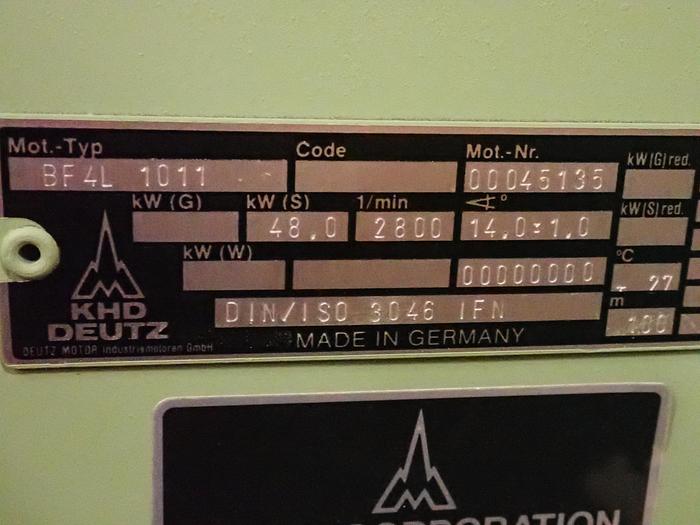 Mot.-Typ Code Mot.-Nr. kW(G)red.
BF4L 1011 00045135
kW (G) kW (S) 1/min ° kW(S)red.
48,0 2800 14,0±1,0
kW (W) °C
00000000 27
DIN/ISO 3046 IFN m
100
KHD
DEUTZ
DEUTZ MOTOR Industriemotoren GmbH
MADE IN GERMANY
CORPORATION